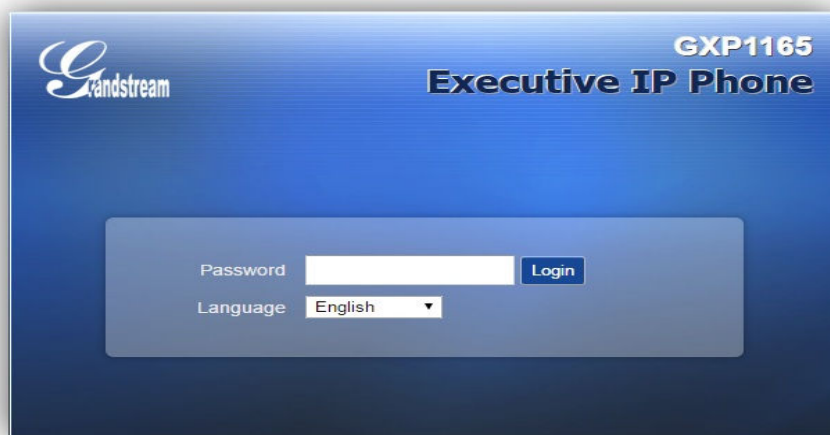 Grandstream
GXP1165
Executive IP Phone
Password
Login
Language
English